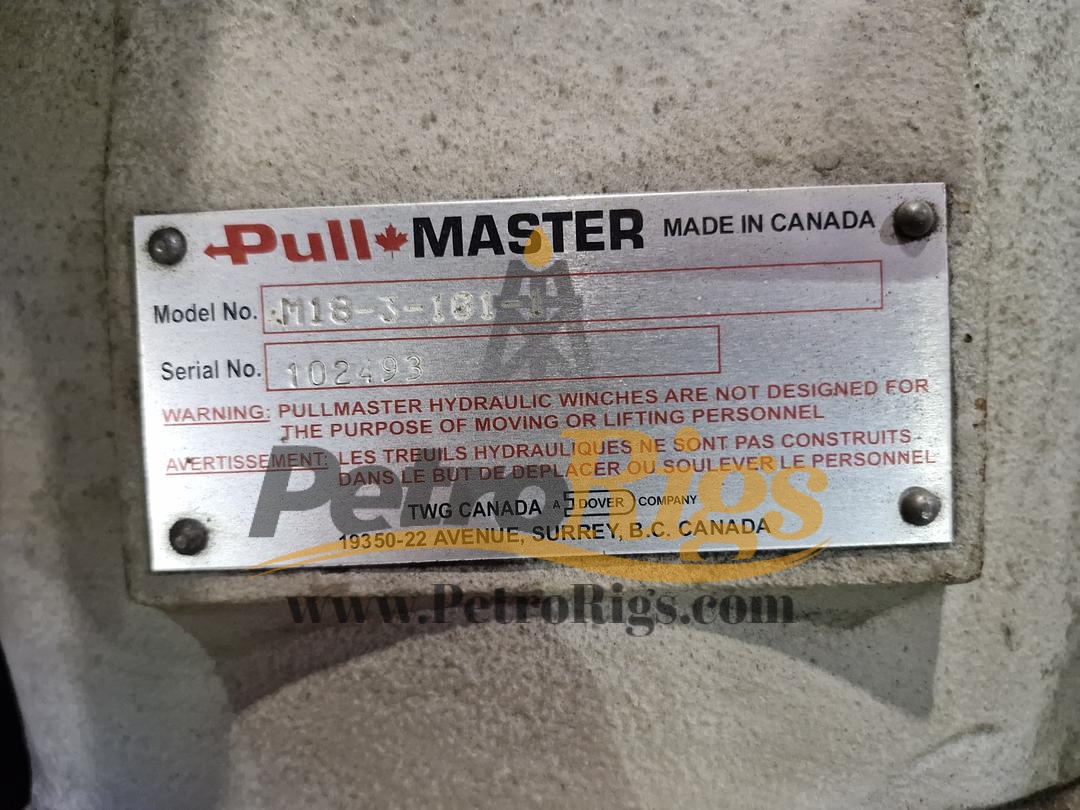 Pull MASTER MADE IN CANADA
Model No. M18-3-101-1
Serial No. 102493
WARNING: PULLMASTER HYDRAULIC WINCHES ARE NOT DESIGNED FOR
THE PURPOSE OF MOVING OR LIFTING PERSONNEL
AVERTISSEMENT: LES TREUILS HYDRAULIQUES NE SONT PAS CONSTRUITS
DANS LE BUT DE DEPLACER OU SOULEVER LE PERSONNEL
PetroRigs
TWG CANADA A DOVER COMPANY
19350-22 AVENUE, SURREY, B.C. CANADA
www.PetroRigs.com